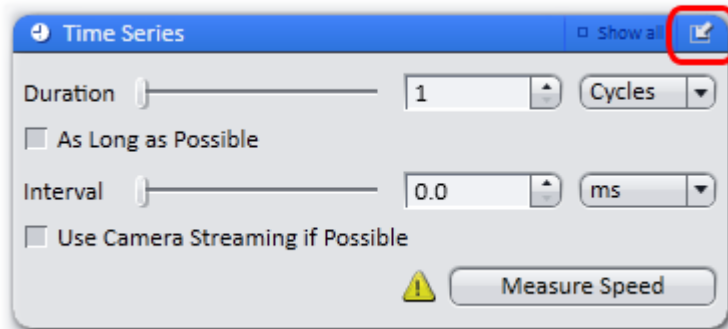 Time Series
Show all
Duration 1 Cycles
As Long as Possible
Interval 0.0 ms
Use Camera Streaming if Possible
Measure Speed